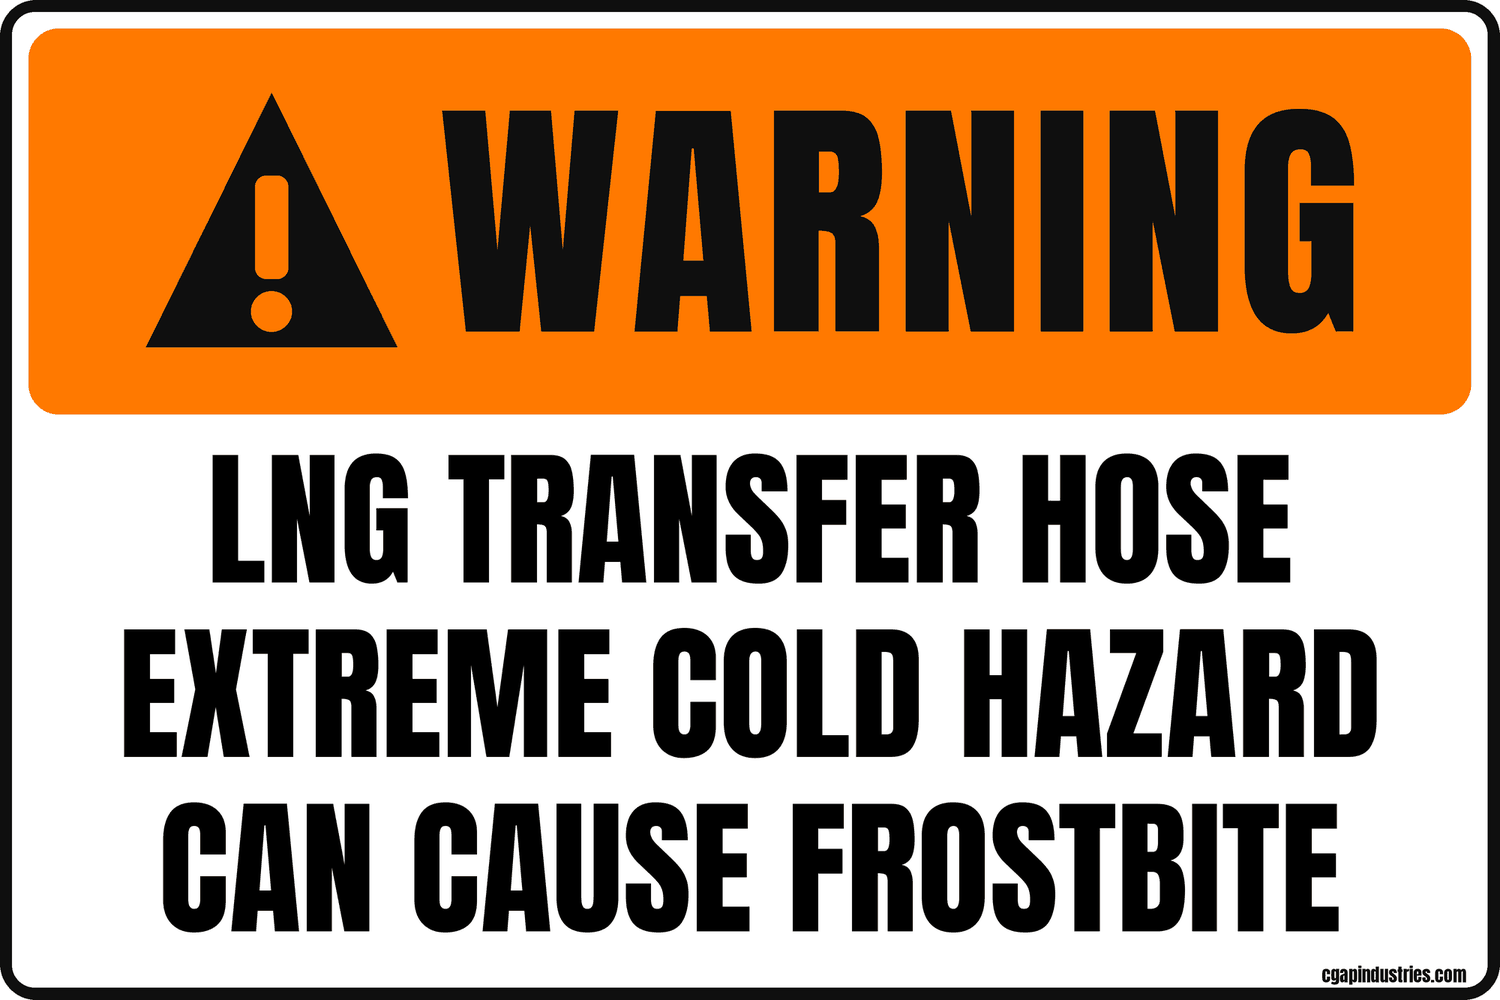 WARNING
LNG TRANSFER HOSE
EXTREME COLD HAZARD
CAN CAUSE FROSTBITE
cgapindustries.com